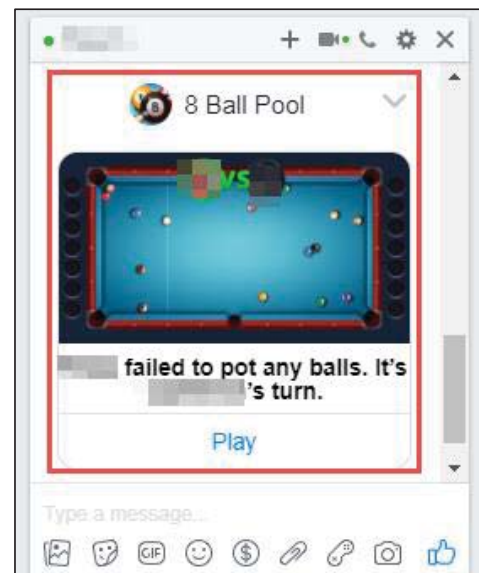 8 Ball Pool
vs
failed to pot any balls. It's
's turn.
Play
Type a message...
GIF
$